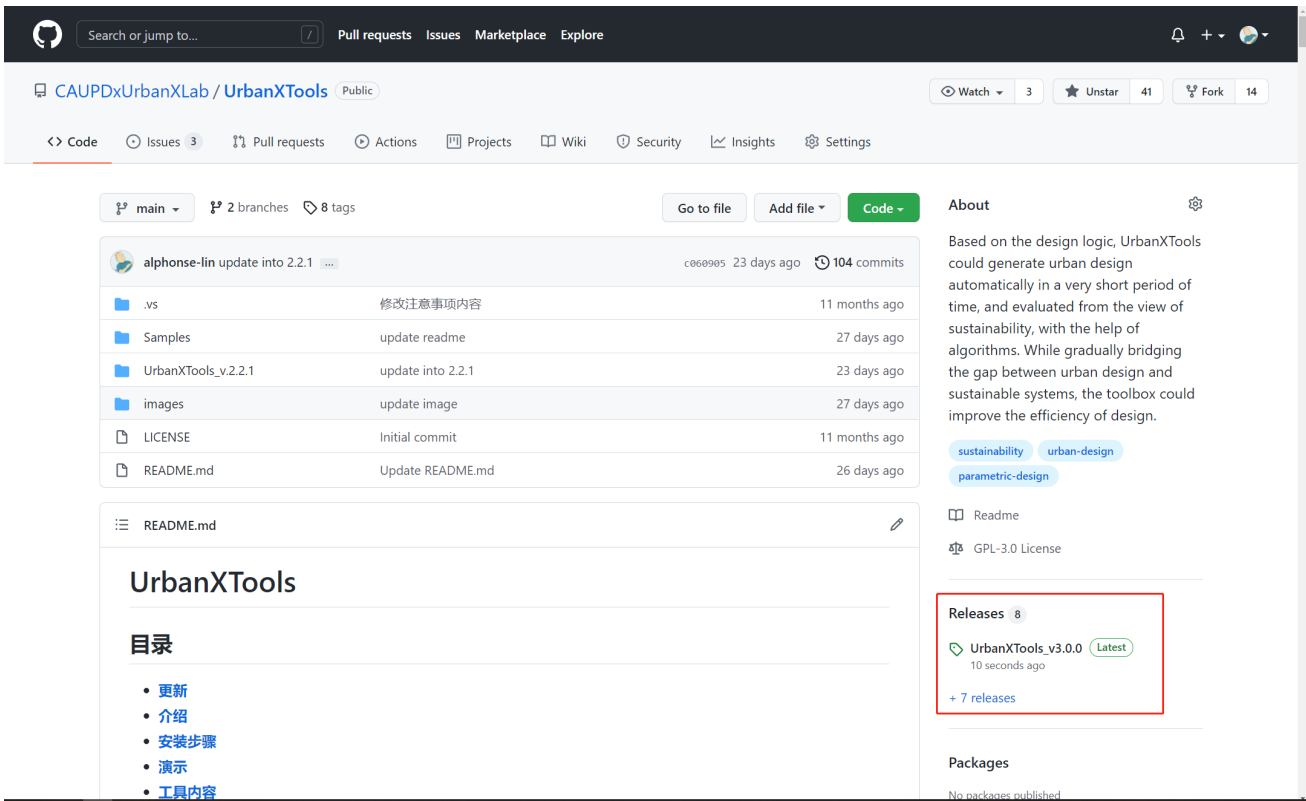 Search or jump to... /
Pull requests Issues Marketplace Explore
CAUPDxUrbanXLab / UrbanXTools Public
Watch 3 Unstar 41 Fork 14
<> Code Issues 3 Pull requests Actions Projects Wiki Security Insights Settings
main 2 branches 8 tags
Go to file Add file Code
alphonse-lin update into 2.2.1 ... c060905 23 days ago 104 commits
.vs 修改注意事项内容 11 months ago
Samples update readme 27 days ago
UrbanXTools_v.2.2.1 update into 2.2.1 23 days ago
images update image 27 days ago
LICENSE Initial commit 11 months ago
README.md Update README.md 26 days ago
README.md
UrbanXTools
目录
• 更新
• 介绍
• 安装步骤
• 演示
• 工具内容
About
Based on the design logic, UrbanXTools
could generate urban design
automatically in a very short period of
time, and evaluated from the view of
sustainability, with the help of
algorithms. While gradually bridging
the gap between urban design and
sustainable systems, the toolbox could
improve the efficiency of design.
sustainability urban-design
parametric-design
Readme
GPL-3.0 License
Releases 8
UrbanXTools_v3.0.0 Latest
10 seconds ago
+ 7 releases
Packages
No packages published